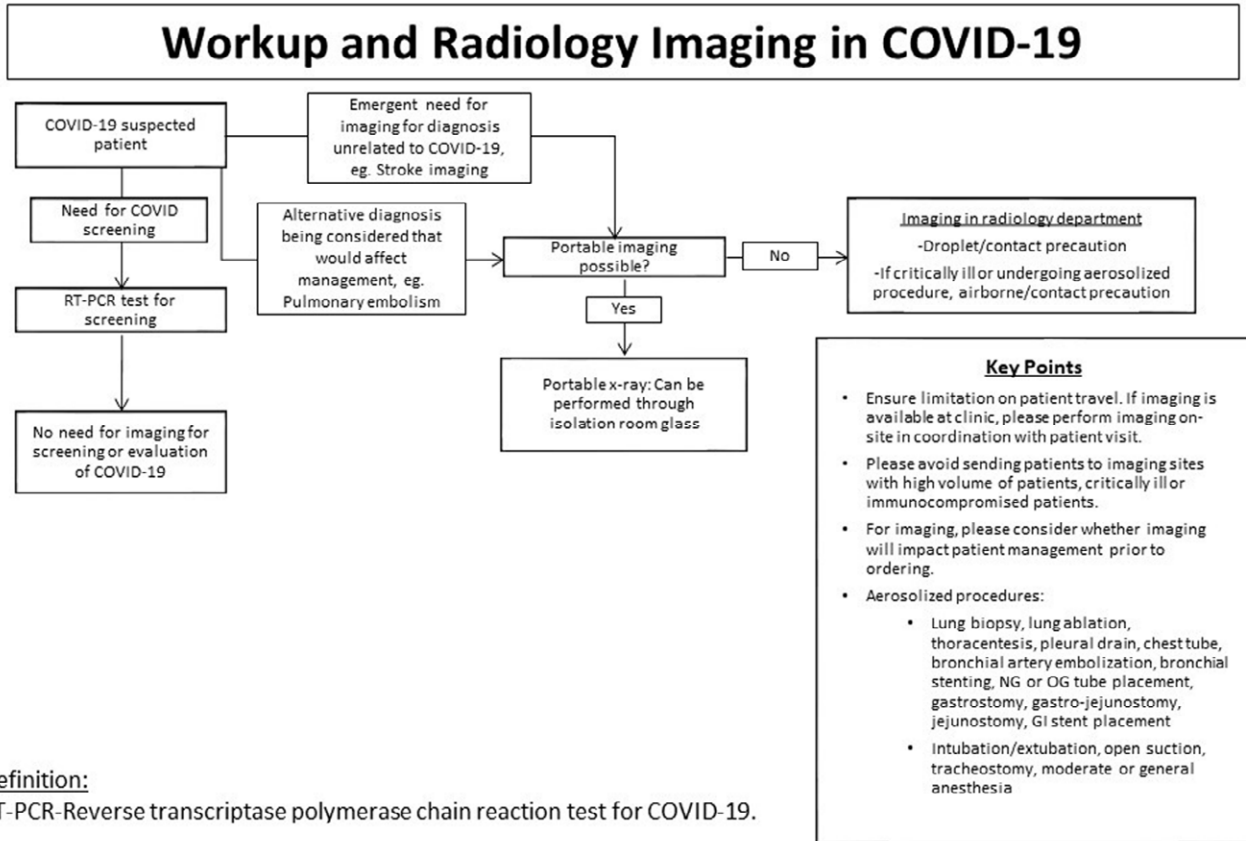 Workup and Radiology Imaging in COVID-19
COVID-19 suspected
patient
Emergent need for
imaging for diagnosis
unrelated to COVID-19,
eg. Stroke imaging
Need for COVID
screening
Alternative diagnosis
being considered that
would affect
management, eg.
Pulmonary embolism
Portable imaging
possible?
No
Imaging in radiology department
-Droplet/contact precaution
-If critically ill or undergoing aerosolized
procedure, airborne/contact precaution
RT-PCR test for
screening
Yes
Portable x-ray: Can be
performed through
isolation room glass
No need for imaging for
screening or evaluation
of COVID-19
Key Points
• Ensure limitation on patient travel. If imaging is
available at clinic, please perform imaging on-
site in coordination with patient visit.
• Please avoid sending patients to imaging sites
with high volume of patients, critically ill or
immunocompromised patients.
• For imaging, please consider whether imaging
will impact patient management prior to
ordering.
• Aerosolized procedures:
• Lung biopsy, lung ablation,
thoracentesis, pleural drain, chest tube,
bronchial artery embolization, bronchial
stenting, NG or OG tube placement,
gastrostomy, gastro-jejunostomy,
jejunostomy, GI stent placement
• Intubation/extubation, open suction,
tracheostomy, moderate or general
anesthesia
efinition:
T-PCR-Reverse transcriptase polymerase chain reaction test for COVID-19.